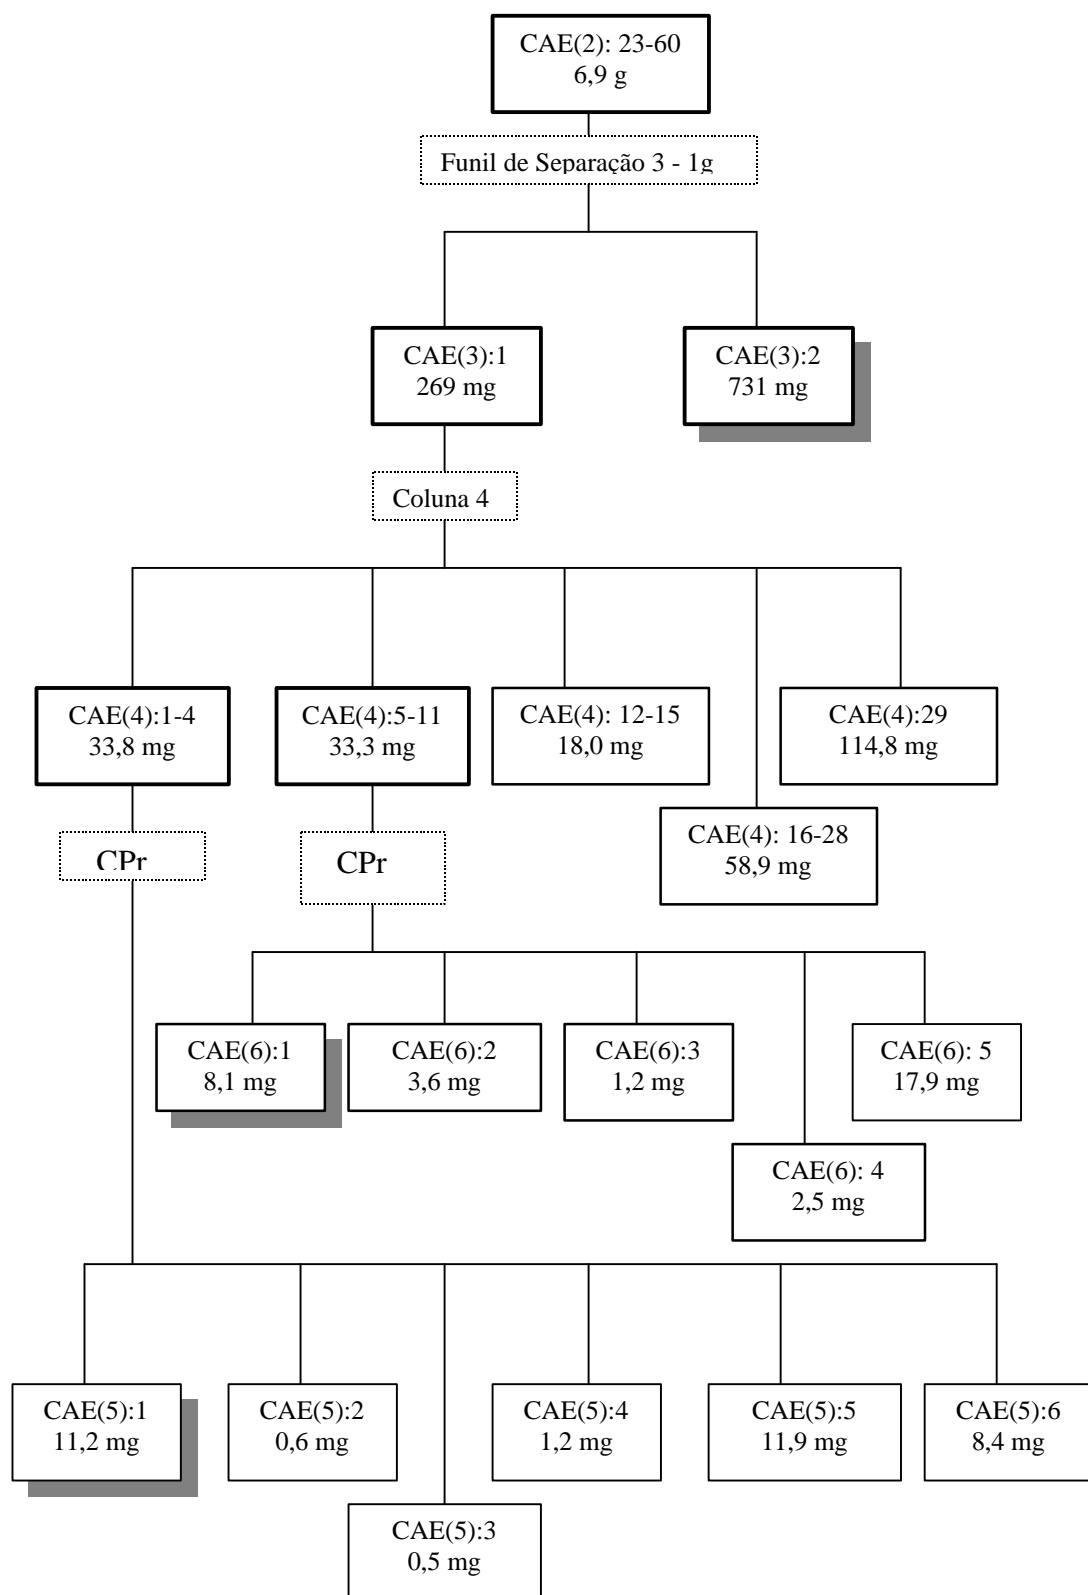 CAE(2): 23-60
6,9 g
Funil de Separação 3 - 1g
CAE(3):1
269 mg
CAE(3):2
731 mg
Coluna 4
CAE(4):1-4
33,8 mg
CAE(4):5-11
33,3 mg
CAE(4): 12-15
18,0 mg
CAE(4):29
114,8 mg
CAE(4): 16-28
58,9 mg
CPr
CPr
CAE(6):1
8,1 mg
CAE(6):2
3,6 mg
CAE(6):3
1,2 mg
CAE(6): 5
17,9 mg
CAE(6): 4
2,5 mg
CAE(5):1
11,2 mg
CAE(5):2
0,6 mg
CAE(5):4
1,2 mg
CAE(5):5
11,9 mg
CAE(5):6
8,4 mg
CAE(5):3
0,5 mg